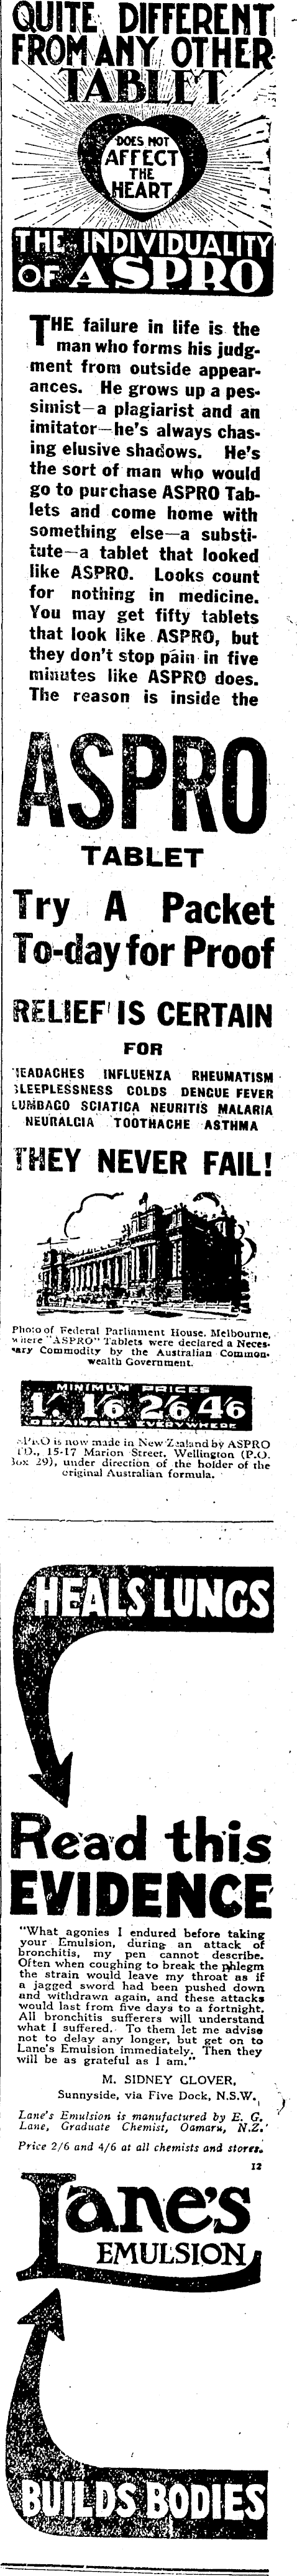 QUITE DIFFERENT
FROM ANY OTHER
TABLET
DOES NOT
AFFECT
THE
HEART
THE INDIVIDUALITY
OF ASPRO
THE failure in life is the
man who forms his judg-
ment from outside appear-
ances. He grows up a pes-
simist—a plagiarist and an
imitator—he's always chas-
ing elusive shadows. He's
the sort of man who would
go to purchase ASPRO Tab-
lets and come home with
something else—a substi-
tute—a tablet that looked
like ASPRO. Looks count
for nothing in medicine.
You may get fifty tablets
that look like ASPRO, but
they don't stop pain in five
minutes like ASPRO does.
The reason is inside the
ASPRO
TABLET
Try A Packet
To-day for Proof
RELIEF IS CERTAIN
FOR
HEADACHES INFLUENZA RHEUMATISM
SLEEPLESSNESS COLDS DENGUE FEVER
LUMBAGO SCIATICA NEURITIS MALARIA
NEURALGIA TOOTHACHE ASTHMA
THEY NEVER FAIL!
Photo of Federal Parliament House, Melbourne,
where "ASPRO" Tablets were declared a Neces-
sary Commodity by the Australian Common-
wealth Government.
MINIMUM PRICES
1/- 1/6 2/6 4/6
OBTAINABLE EVERYWHERE
ASPRO is now made in New Zealand by ASPRO
LTD., 15-17 Marion Street, Wellington (P.O.
Box 29), under direction of the holder of the
original Australian formula.
HEALS LUNGS
Read this
EVIDENCE
"What agonies I endured before taking
your Emulsion, during an attack of
bronchitis, my pen cannot describe.
Often when coughing to break the phlegm
the strain would leave my throat as if
a jagged sword had been pushed down
and withdrawn again, and these attacks
would last from five days to a fortnight.
All bronchitis sufferers will understand
what I suffered. To them let me advise
not to delay any longer, but get on to
Lane's Emulsion immediately. Then they
will be as grateful as I am."
M. SIDNEY GLOVER,
Sunnyside, via Five Dock, N.S.W.
Lane's Emulsion is manufactured by E. G.
Lane, Graduate Chemist, Oamaru, N.Z.
Price 2/6 and 4/6 at all chemists and stores.
12
Lane's
EMULSION
BUILDS BODIES